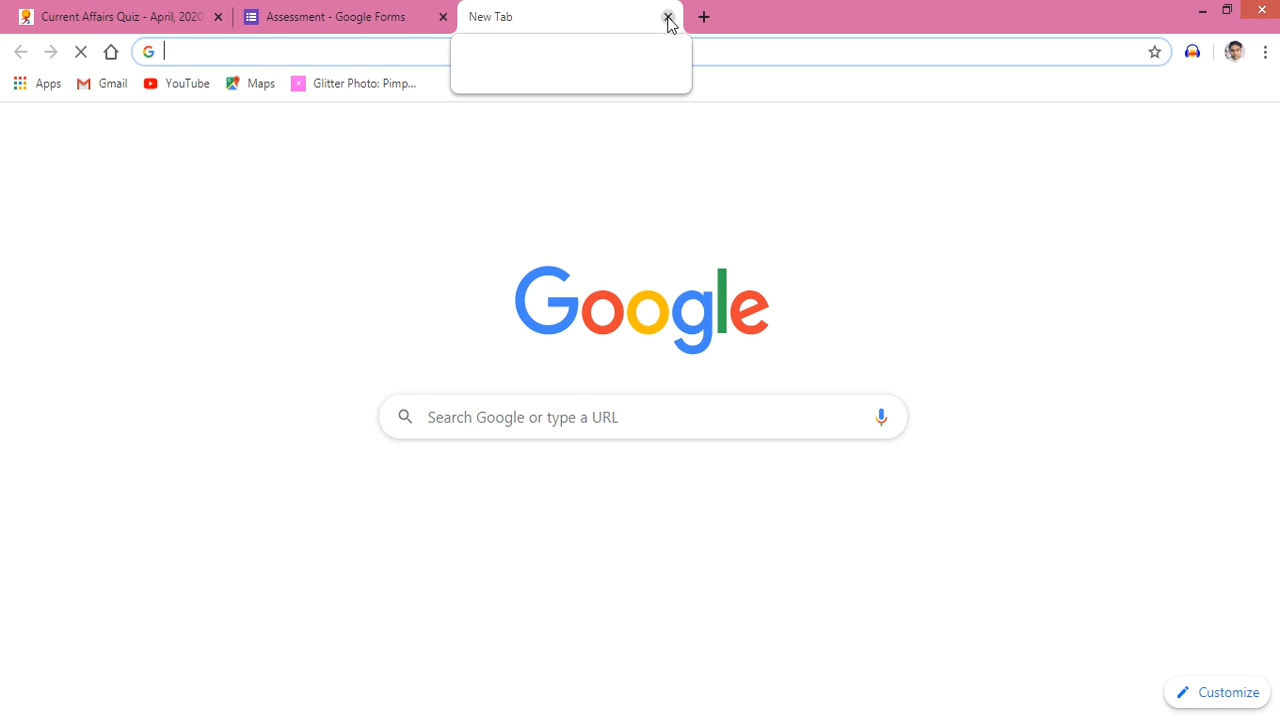 Current Affairs Quiz - April, 2020
Assessment - Google Forms
New Tab
Apps
Gmail
YouTube
Maps
Glitter Photo: Pimp...
Google
Search Google or type a URL
Customize